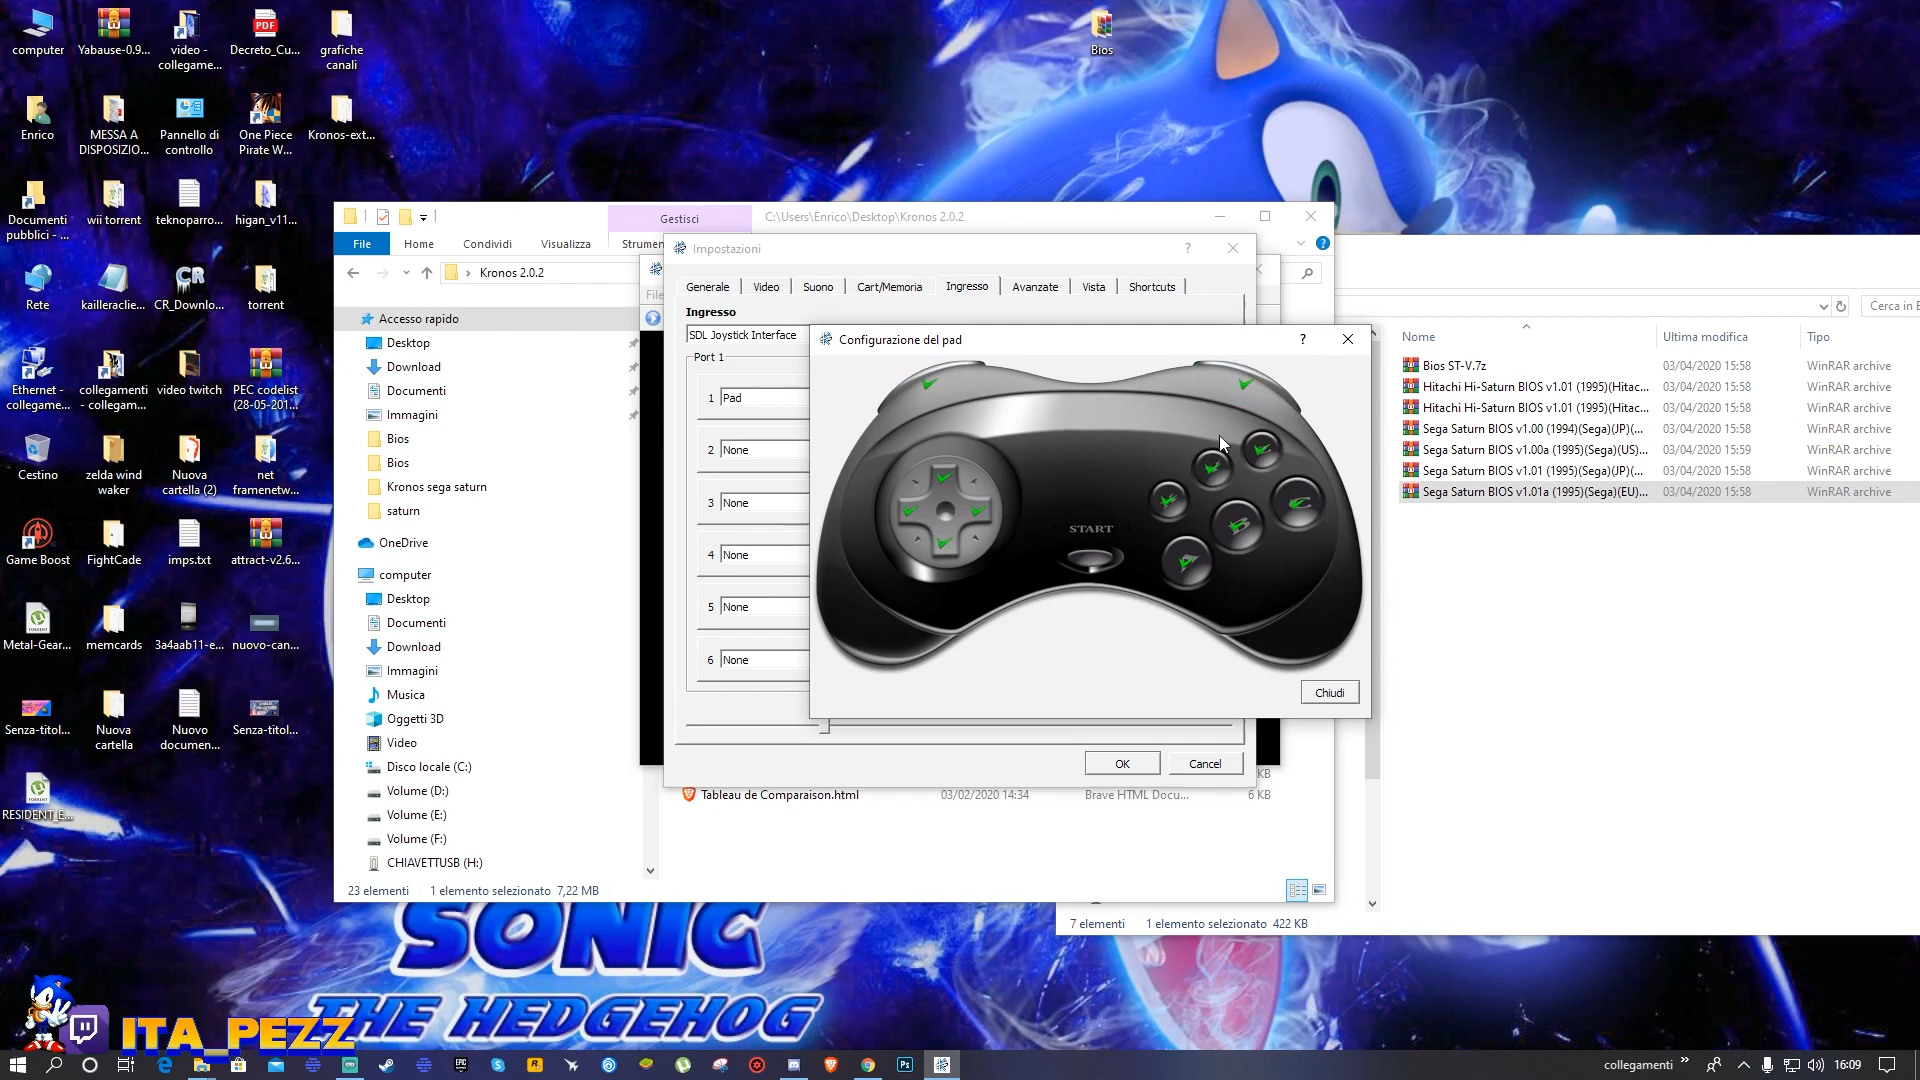 computer
Yabause-0.9...
video - collegame...
Decreto_Cu...
grafiche canali
Bios
Enrico
MESSA A DISPOSIZIO...
Pannello di controllo
One Piece Pirate W...
Kronos-ext...
Documenti pubblici - ...
wii torrent
teknoparro...
higan_v11...
Rete
kailleraclie...
CR_Downlo...
torrent
Ethernet - collegame...
collegamenti - collegam...
video twitch
PEC codelist (28-05-201...
Cestino
zelda wind waker
Nuova cartella (2)
net framenetw...
Game Boost
FightCade
imps.txt
attract-v2.6...
Metal-Gear...
memcards
3a4aab11-e...
nuovo-can...
Senza-titol...
Nuova cartella
Nuovo documen...
Senza-titol...
RESIDENT_E...
Gestisci
C:\Users\Enrico\Desktop\Kronos 2.0.2
File
Home
Condividi
Visualizza
Strumen
Kronos 2.0.2
Accesso rapido
Desktop
Download
Documenti
Immagini
Bios
Bios
Kronos sega saturn
saturn
OneDrive
computer
Desktop
Documenti
Download
Immagini
Musica
Oggetti 3D
Video
Disco locale (C:)
Volume (D:)
Volume (E:)
Volume (F:)
CHIAVETTUSB (H:)
23 elementi
1 elemento selezionato 7,22 MB
KB
Tableau de Comparaison.html
03/02/2020 14:34
Brave HTML Docu...
6 KB
File
Impostazioni
Generale
Video
Suono
Cart/Memoria
Ingresso
Avanzate
Vista
Shortcuts
Ingresso
SDL Joystick Interface
Port 1
1 Pad
2 None
3 None
4 None
5 None
6 None
OK
Cancel
Configurazione del pad
START
A
B
C
Chiudi
Cerca in
Nome
Ultima modifica
Tipo
Bios ST-V.7z
03/04/2020 15:58
WinRAR archive
Hitachi Hi-Saturn BIOS v1.01 (1995)(Hitac...
03/04/2020 15:58
WinRAR archive
Hitachi Hi-Saturn BIOS v1.01 (1995)(Hitac...
03/04/2020 15:58
WinRAR archive
Sega Saturn BIOS v1.00 (1994)(Sega)(JP)(...
03/04/2020 15:58
WinRAR archive
Sega Saturn BIOS v1.00a (1995)(Sega)(US)...
03/04/2020 15:58
WinRAR archive
Sega Saturn BIOS v1.01 (1995)(Sega)(JP)(...
03/04/2020 15:58
WinRAR archive
Sega Saturn BIOS v1.01a (1995)(Sega)(EU)...
03/04/2020 15:58
WinRAR archive
7 elementi
1 elemento selezionato 422 KB
SONIC
THE HEDGEHOG
ITA_PEZZ
collegamenti
16:09